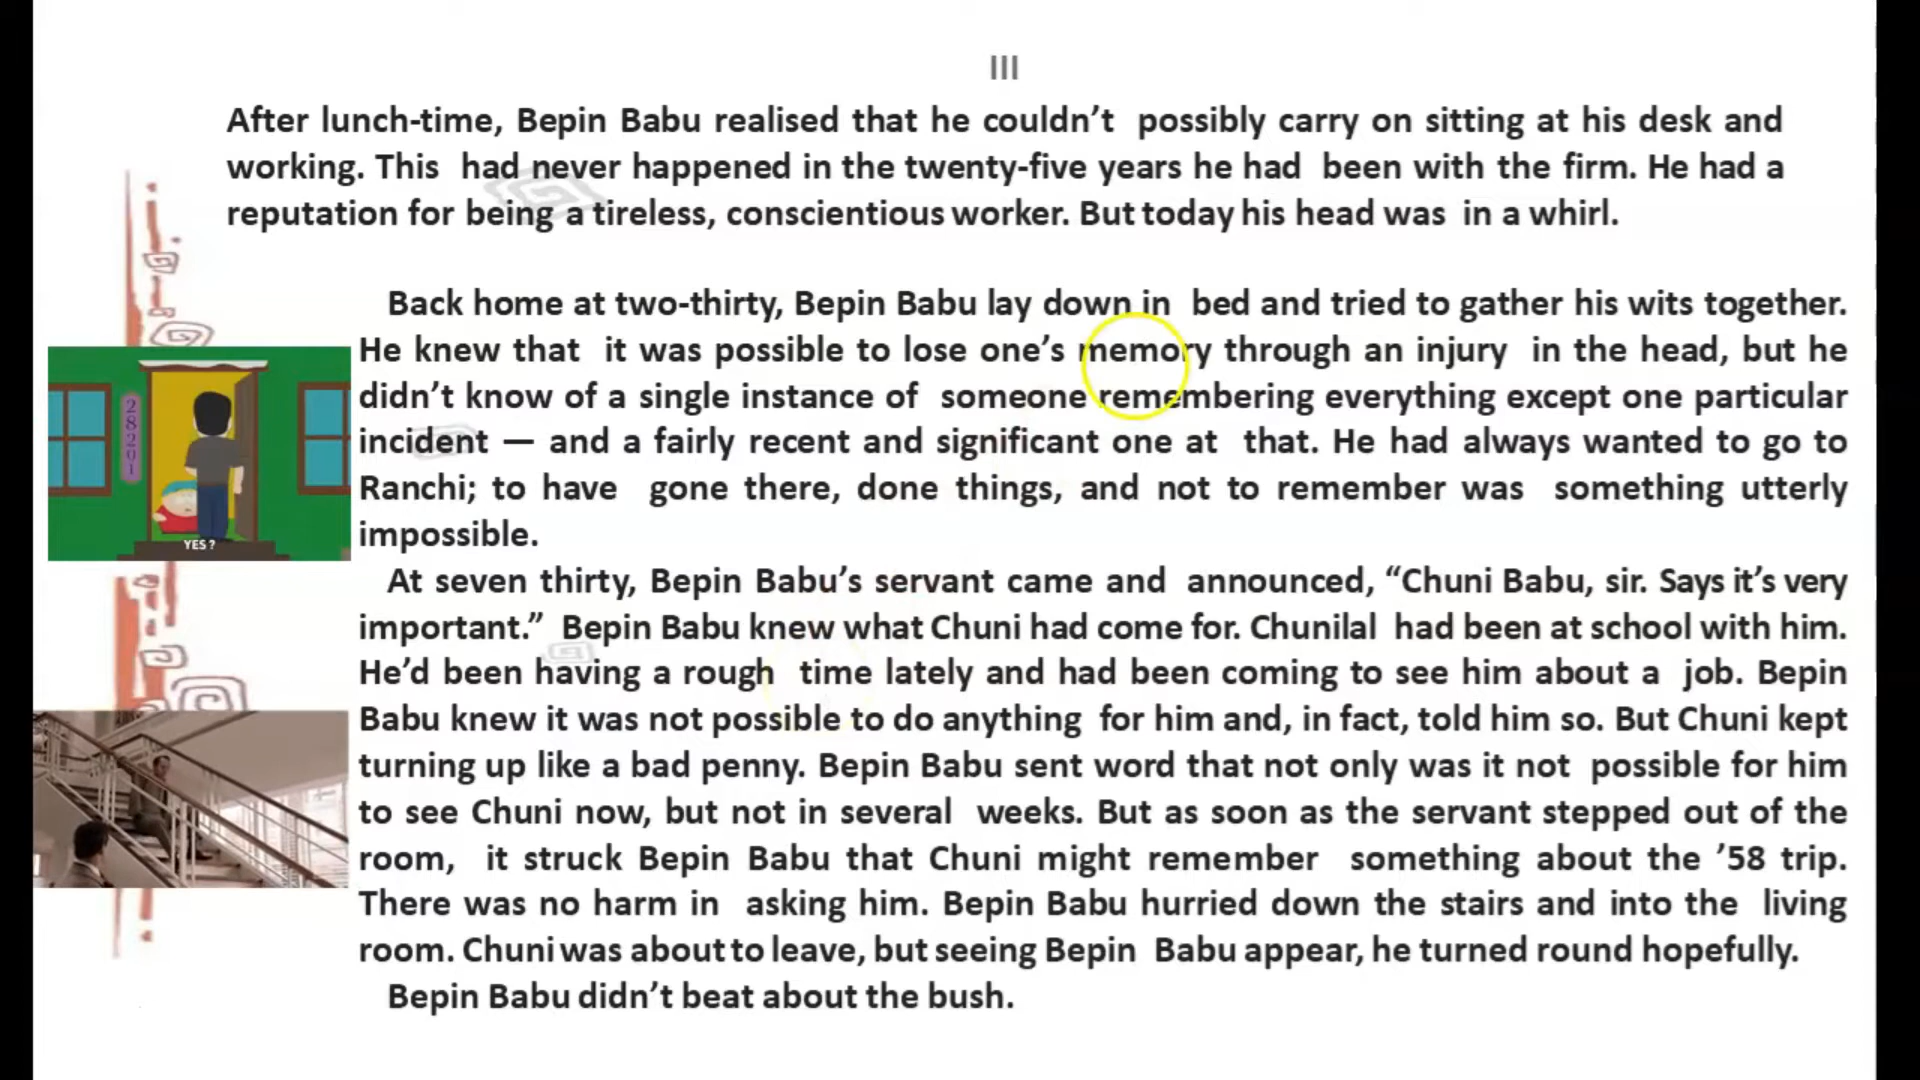 III
After lunch-time, Bepin Babu realised that he couldn’t possibly carry on sitting at his desk and
working. This had never happened in the twenty-five years he had been with the firm. He had a
reputation for being a tireless, conscientious worker. But today his head was in a whirl.
Back home at two-thirty, Bepin Babu lay down in bed and tried to gather his wits together.
He knew that it was possible to lose one’s memory through an injury in the head, but he
didn’t know of a single instance of someone remembering everything except one particular
incident — and a fairly recent and significant one at that. He had always wanted to go to
Ranchi; to have gone there, done things, and not to remember was something utterly
impossible.
At seven thirty, Bepin Babu’s servant came and announced, “Chuni Babu, sir. Says it’s very
important.” Bepin Babu knew what Chuni had come for. Chunilal had been at school with him.
He’d been having a rough time lately and had been coming to see him about a job. Bepin
Babu knew it was not possible to do anything for him and, in fact, told him so. But Chuni kept
turning up like a bad penny. Bepin Babu sent word that not only was it not possible for him
to see Chuni now, but not in several weeks. But as soon as the servant stepped out of the
room, it struck Bepin Babu that Chuni might remember something about the ’58 trip.
There was no harm in asking him. Bepin Babu hurried down the stairs and into the living
room. Chuni was about to leave, but seeing Bepin Babu appear, he turned round hopefully.
Bepin Babu didn’t beat about the bush.
28201
YES?